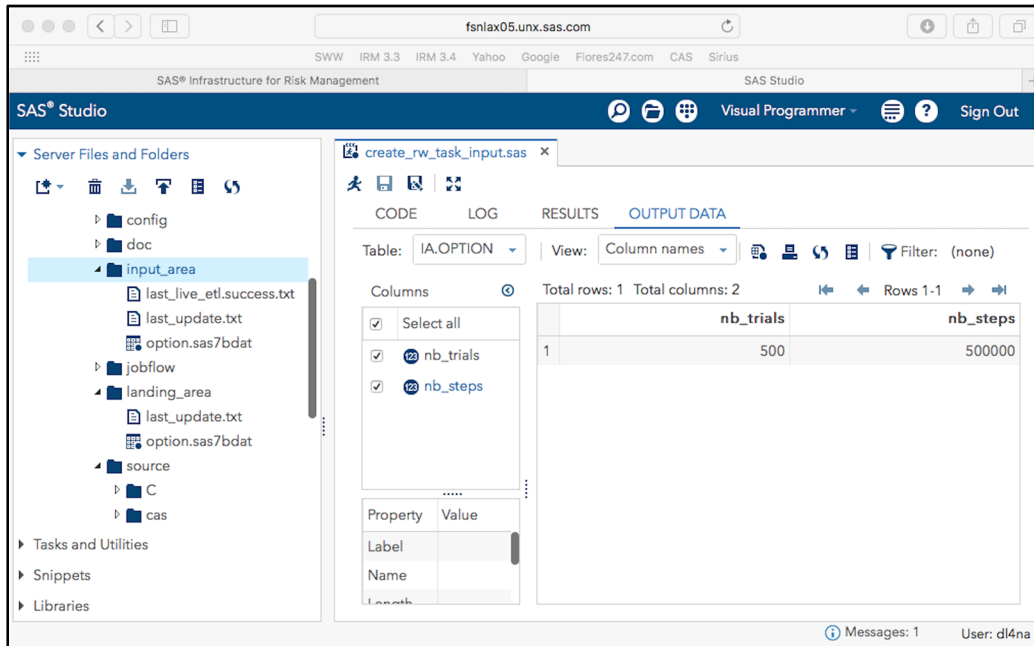 fsnlax05.unx.sas.com
SWW IRM 3.3 IRM 3.4 Yahoo Google Flores247.com CAS Sirius
SAS® Infrastructure for Risk Management
SAS Studio
SAS® Studio
Visual Programmer
Sign Out
Server Files and Folders
config
doc
input_area
last_live_etl.success.txt
last_update.txt
option.sas7bdat
jobflow
landing_area
last_update.txt
option.sas7bdat
source
C
cas
Tasks and Utilities
Snippets
Libraries
create_rw_task_input.sas
CODE LOG RESULTS OUTPUT DATA
Table: IA.OPTION View: Column names Filter: (none)
Columns
Select all
123 nb_trials
123 nb_steps
Property Value
Label
Name
Length
Total rows: 1 Total columns: 2 Rows 1-1
nb_trials nb_steps
1 500 500000
Messages: 1 User: dl4na